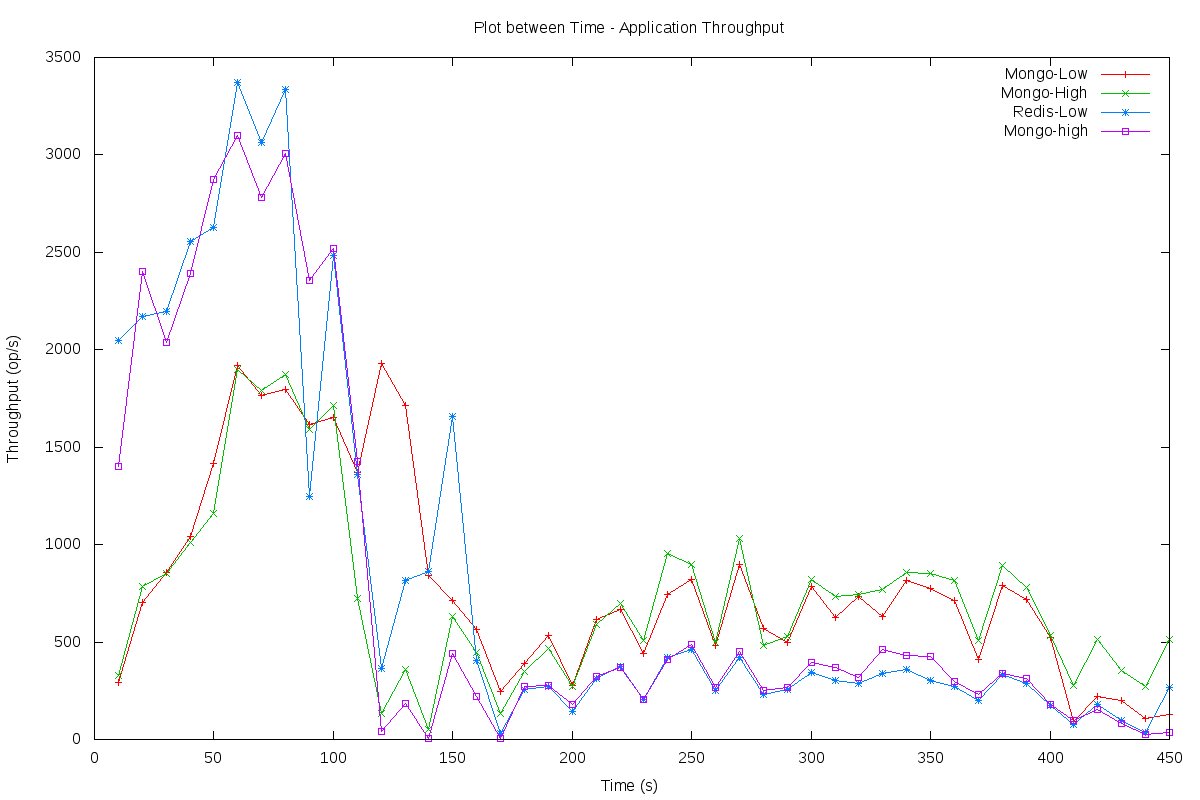 Plot between Time - Application Throughput
Mongo-Low
Mongo-High
Redis-Low
Mongo-high
3500
3000
2500
2000
1500
1000
500
0
Throughput (op/s)
0 50 100 150 200 250 300 350 400 450
Time (s)